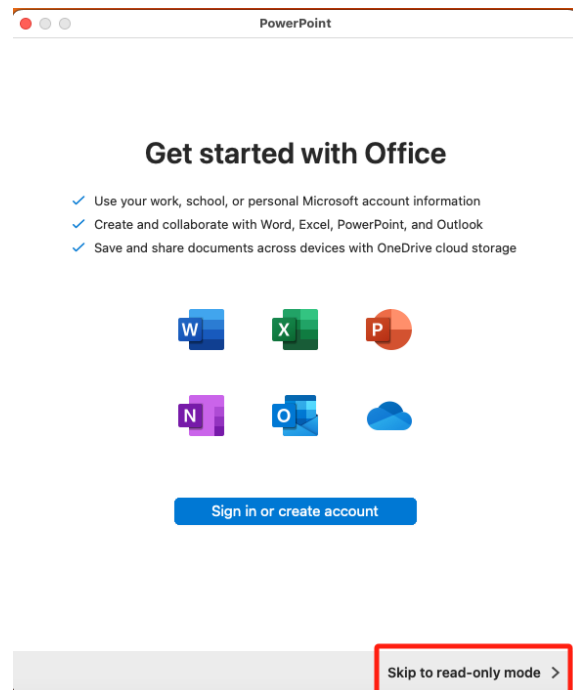 PowerPoint
Get started with Office
Use your work, school, or personal Microsoft account information
Create and collaborate with Word, Excel, PowerPoint, and Outlook
Save and share documents across devices with OneDrive cloud storage
W X P
N O
Sign in or create account
Skip to read-only mode >